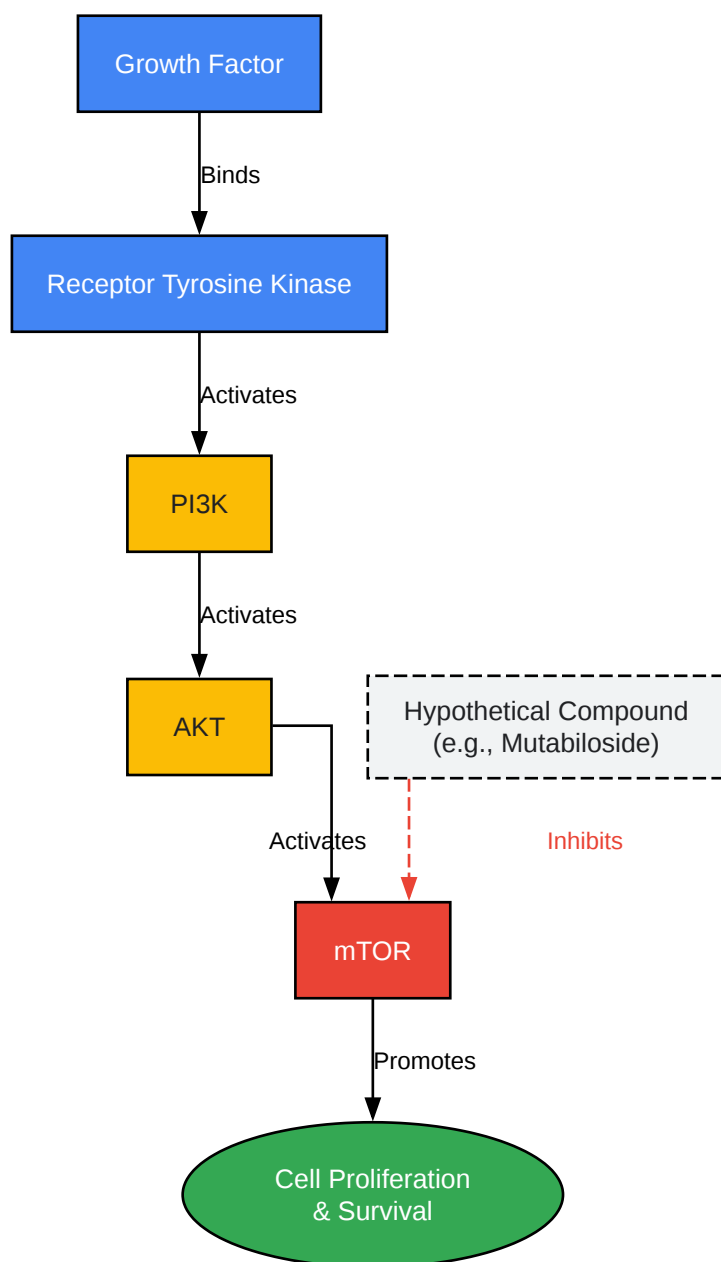 Growth Factor
Binds
Receptor Tyrosine Kinase
Activates
PI3K
Activates
AKT
Hypothetical Compound
(e.g., Mutabiloside)
Activates
Inhibits
mTOR
Promotes
Cell Proliferation
& Survival